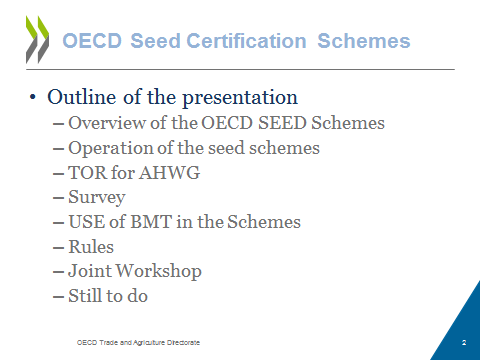 OECD Seed Certification Schemes
• Outline of the presentation
– Overview of the OECD SEED Schemes
– Operation of the seed schemes
– TOR for AHWG
– Survey
– USE of BMT in the Schemes
– Rules
– Joint Workshop
– Still to do
OECD Trade and Agriculture Directorate
2